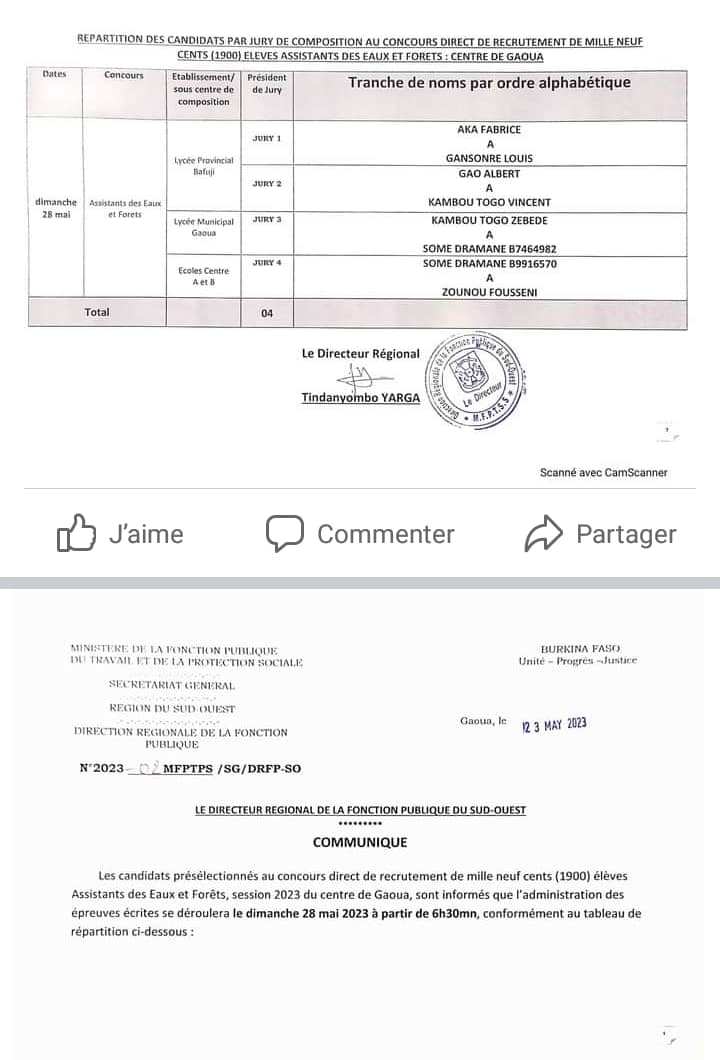 REPARTITION DES CANDIDATS PAR JURY DE COMPOSITION AU CONCOURS DIRECT DE RECRUTEMENT DE MILLE NEUF
CENTS (1900) ELEVES ASSISTANTS DES EAUX ET FORETS : CENTRE DE GAOUA
Dates
Concours
Etablissement/
sous centre de
composition
Président
de Jury
Tranche de noms par ordre alphabétique
dimanche
28 mai
Assistants des Eaux
et Forets
Lycée Provincial
Bafuji
JURY 1
AKA FABRICE
A
GANSONRE LOUIS
JURY 2
GAO ALBERT
A
KAMBOU TOGO VINCENT
Lycée Municipal
Gaoua
JURY 3
KAMBOU TOGO ZEBEDE
A
SOME DRAMANE B7464982
Ecoles Centre
A et B
JURY 4
SOME DRAMANE B9916570
A
ZOUNOU FOUSSENI
Total
04
Le Directeur Régional
Tindanyombo YARGA
Direction Régionale de la Fonction Publique du Sud-Ouest
Le Directeur
* M.F.P.T.S.S *
Scanné avec CamScanner
J'aime
Commenter
Partager
MINISTERE DE LA FONCTION PUBLIQUE
DU TRAVAIL ET DE LA PROTECTION SOCIALE
SECRETARIAT GENERAL
REGION DU SUD-OUEST
DIRECTION REGIONALE DE LA FONCTION
PUBLIQUE
N°2023- 02 MFPTPS /SG/DRFP-SO
BURKINA FASO
Unité – Progrès –Justice
Gaoua, le
12 3 MAY 2023
LE DIRECTEUR REGIONAL DE LA FONCTION PUBLIQUE DU SUD-OUEST
*********
COMMUNIQUE
Les candidats présélectionnés au concours direct de recrutement de mille neuf cents (1900) élèves
Assistants des Eaux et Forêts, session 2023 du centre de Gaoua, sont informés que l'administration des
épreuves écrites se déroulera le dimanche 28 mai 2023 à partir de 6h30mn, conformément au tableau de
répartition ci-dessous :